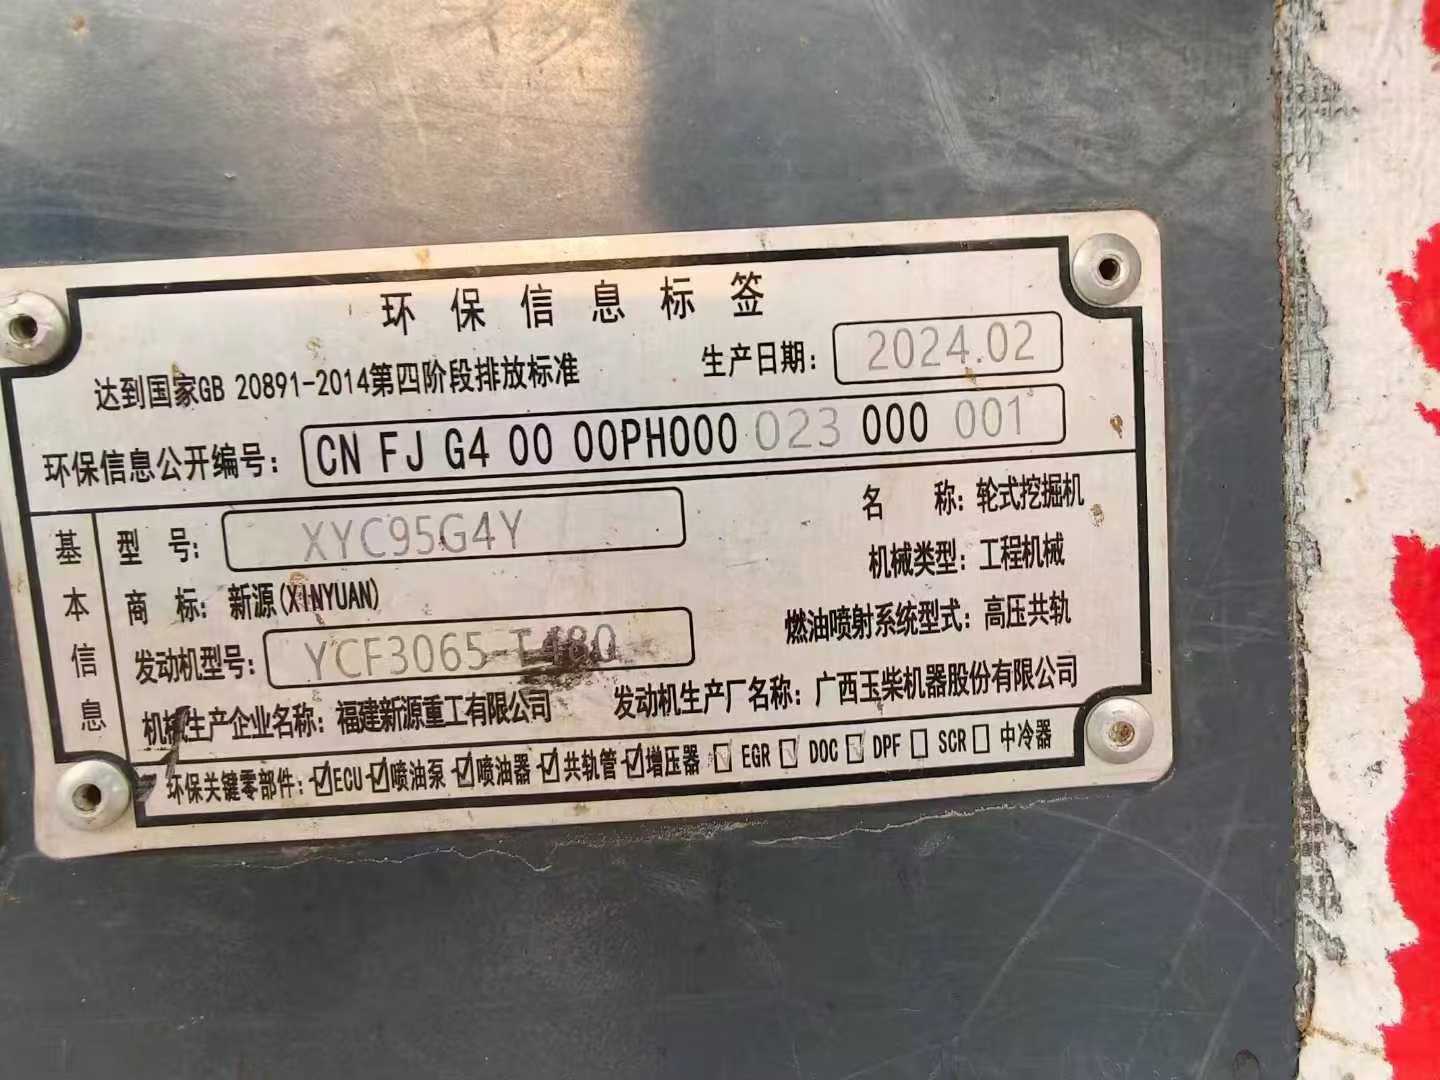 环保信息标签
达到国家GB 20891-2014第四阶段排放标准 生产日期: 2024.02
环保信息公开编号: CN FJ G4 00 00PH000 023 000 001
基本信息
型号: XYC95G4Y 名称: 轮式挖掘机
商标: 新源(XINYUAN) 机械类型: 工程机械
发动机型号: YCF3065-T480 燃油喷射系统型式: 高压共轨
机械生产企业名称: 福建新源重工有限公司 发动机生产厂名称: 广西玉柴机器股份有限公司
环保关键零部件: ☑ECU ☑喷油泵 ☑喷油器 ☑共轨管 ☑增压器 □ EGR □ DOC □ DPF □ SCR □ 中冷器